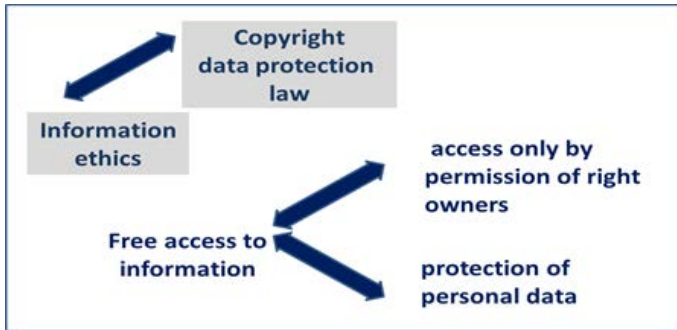 Copyright
data protection
law
Information
ethics
access only by
permission of right
owners
Free access to
information
protection of
personal data